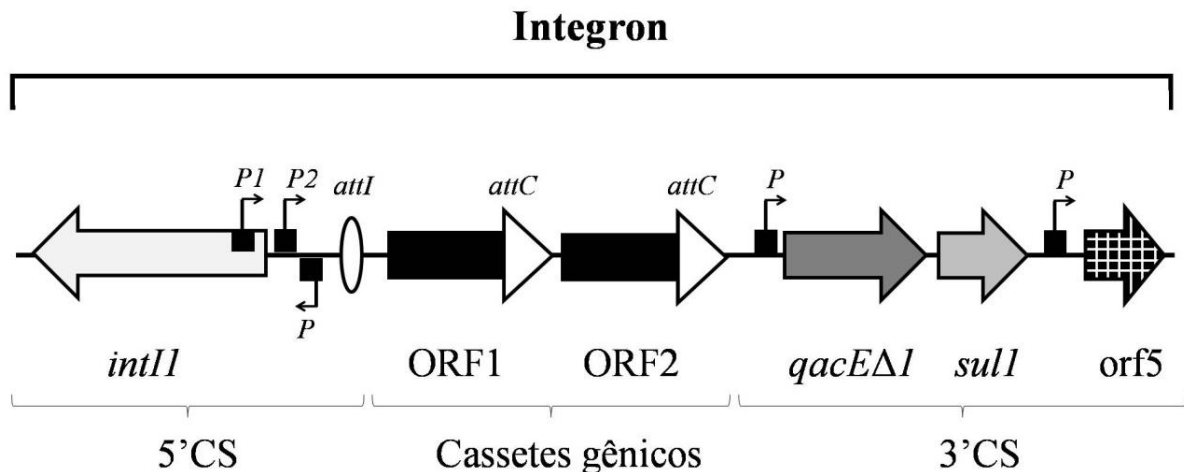 Integron
P1 P2 attI attC attC P P
P
intI1 ORF1 ORF2 qacEΔ1 sul1 orf5
5’CS Cassetes gênicos 3’CS